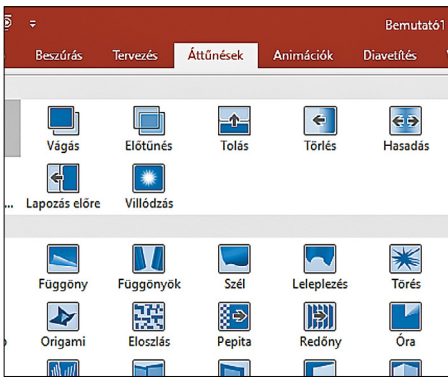 Bemutató1
Beszúrás Tervezés Áttűnések Animációk Diavetítés
Vágás Előtűnés Tolás Törlés Hasadás
... Lapozás előre Villódzás
Függöny Függönyök Szél Leleplezés Törés
Origami Eloszlás Pepita Redőny Óra